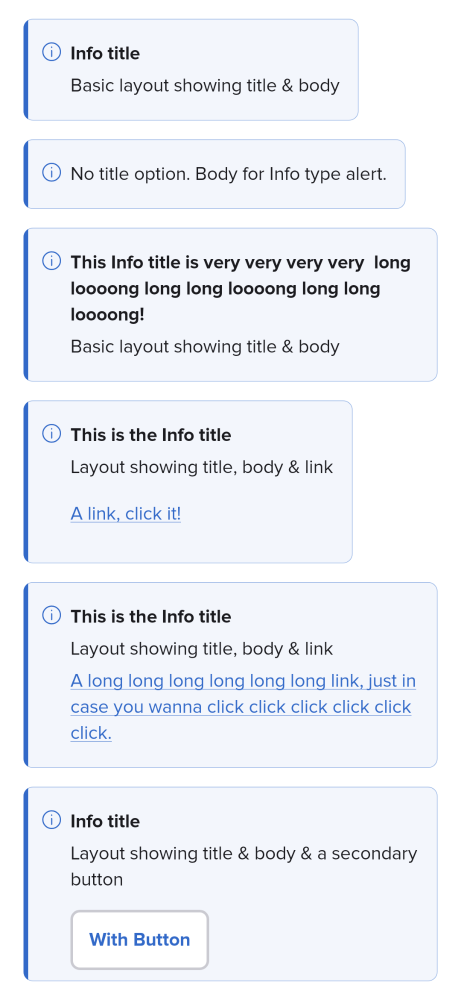 Info title
Basic layout showing title & body
No title option. Body for Info type alert.
This Info title is very very very very  long
loooong long long loooong long long
loooong!
Basic layout showing title & body
This is the Info title
Layout showing title, body & link
A link, click it!
This is the Info title
Layout showing title, body & link
A long long long long long long link, just in
case you wanna click click click click click
click.
Info title
Layout showing title & body & a secondary
button
With Button